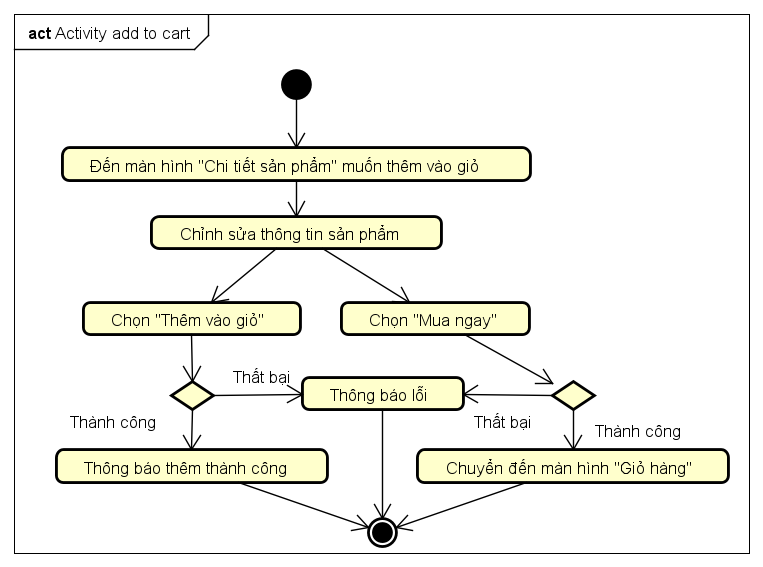 act Activity add to cart
Đến màn hình "Chi tiết sản phẩm" muốn thêm vào giỏ
Chỉnh sửa thông tin sản phẩm
Chọn "Thêm vào giỏ"
Chọn "Mua ngay"
Thất bại
Thông báo lỗi
Thành công
Thất bại
Thành công
Thông báo thêm thành công
Chuyển đến màn hình "Giỏ hàng"